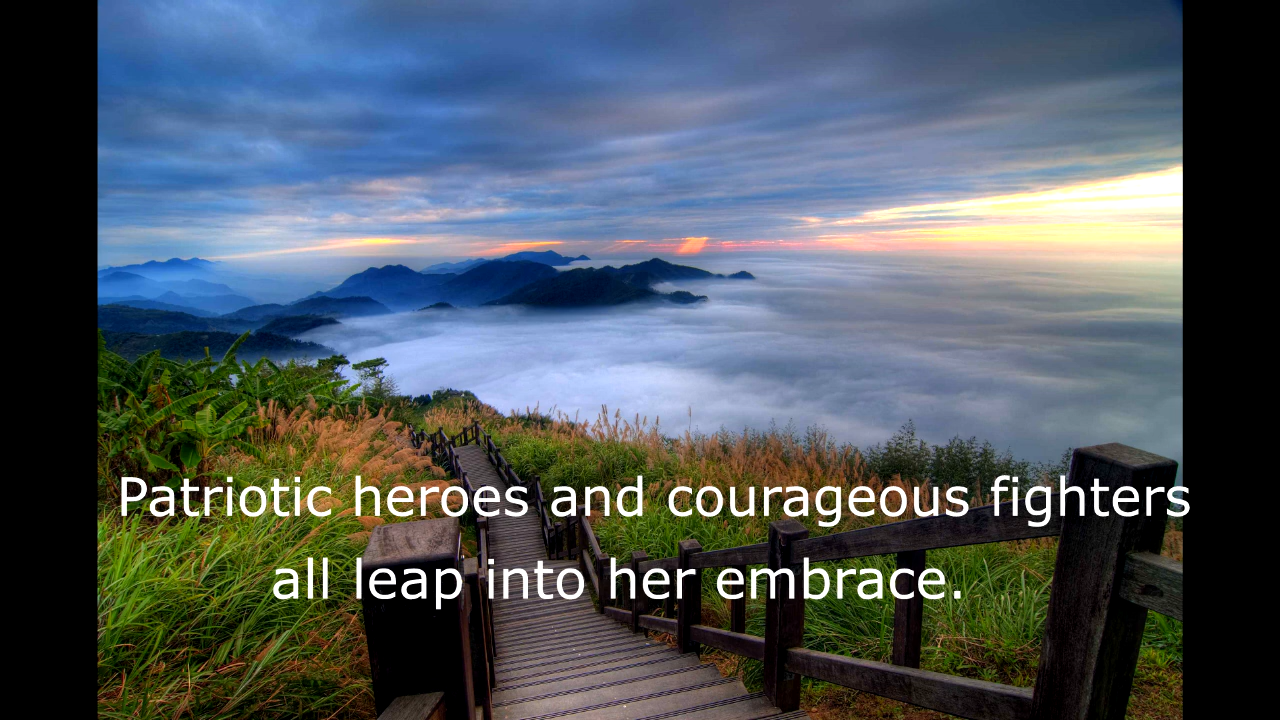 Patriotic heroes and courageous fighters
all leap into her embrace.